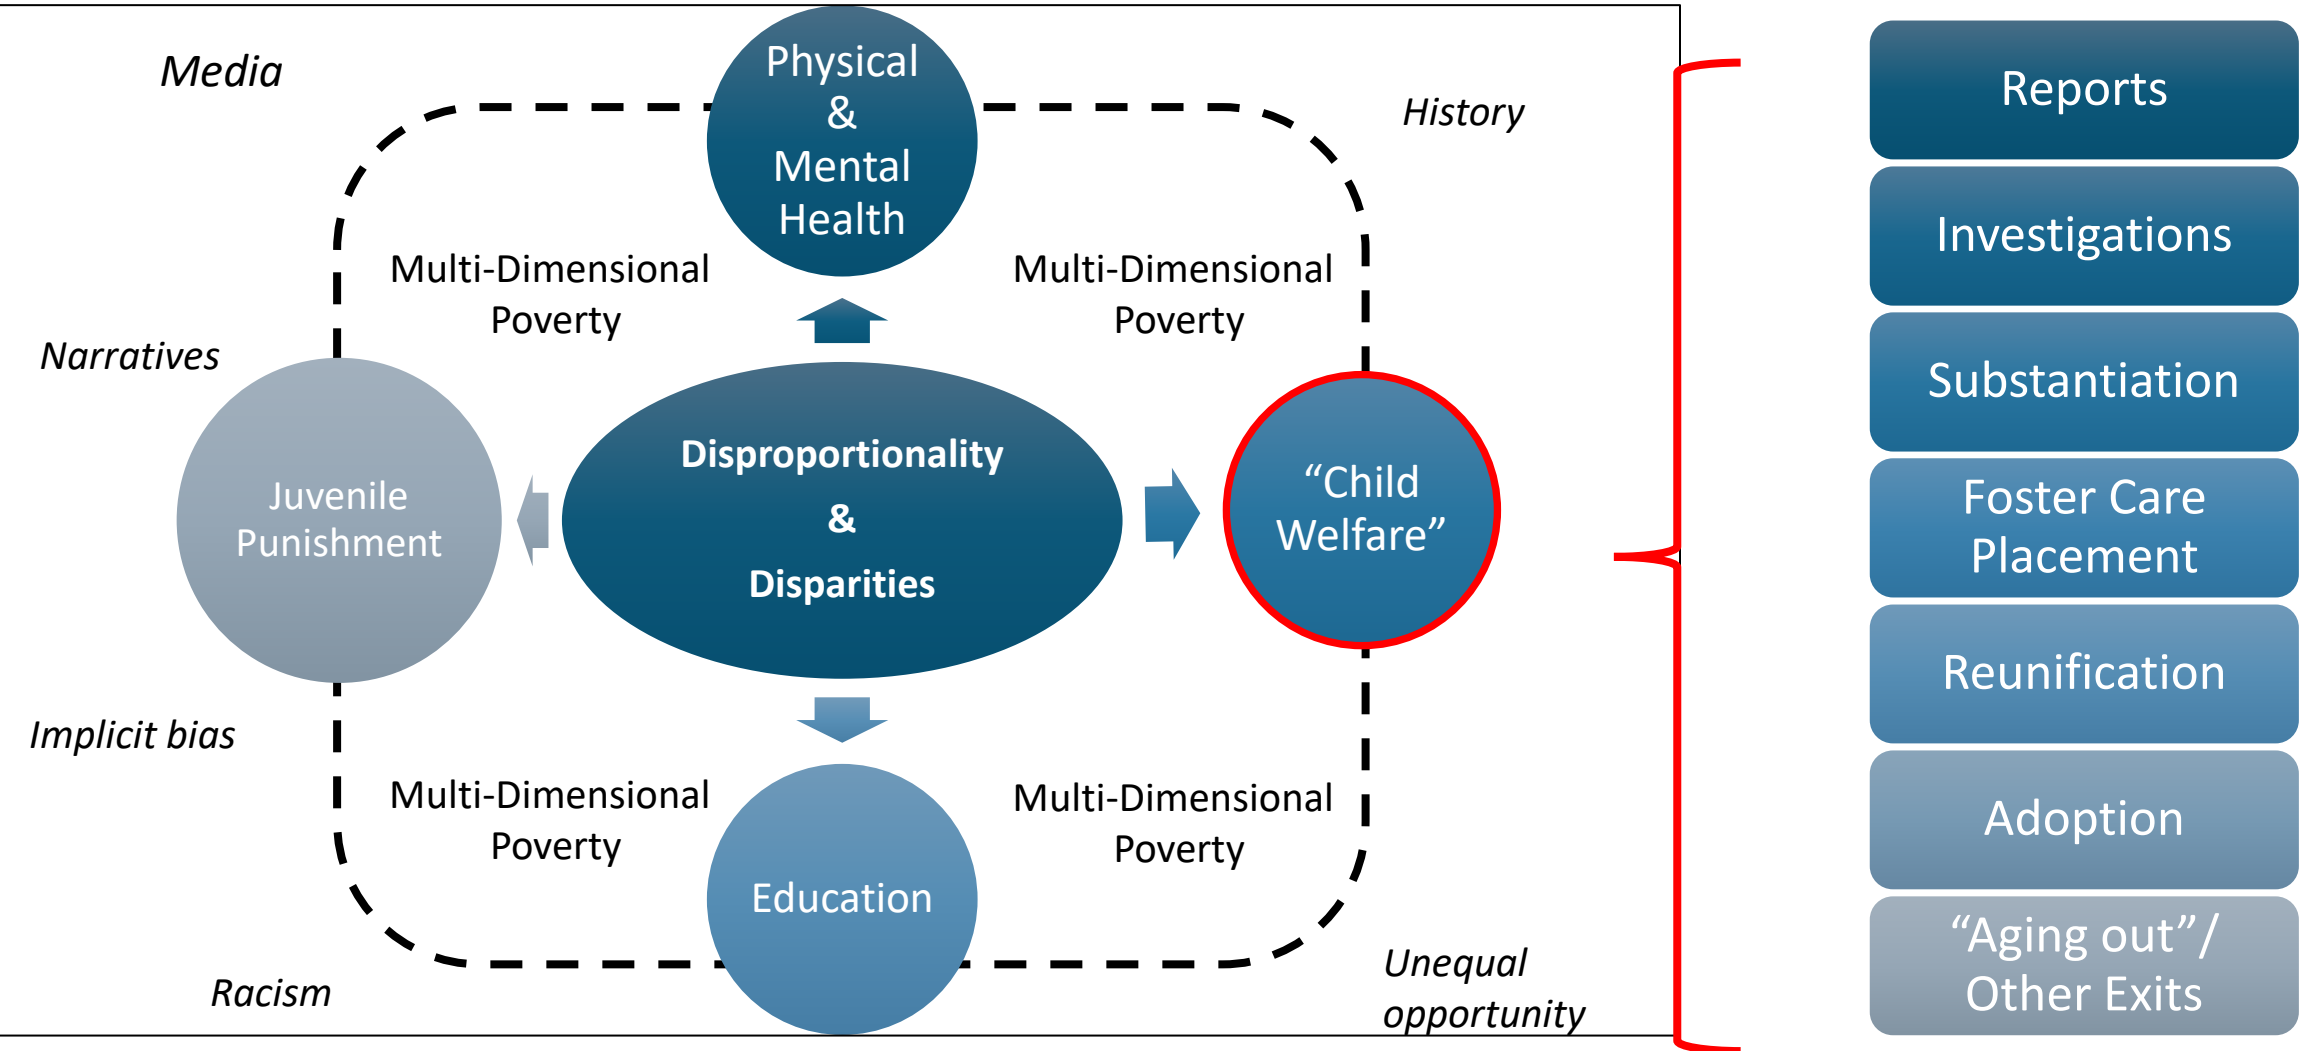 Media
Physical
&
Mental
Health
History
Multi-Dimensional
Poverty
Multi-Dimensional
Poverty
Narratives
Juvenile
Punishment
Disproportionality
&
Disparities
“Child
Welfare”
Implicit bias
Multi-Dimensional
Poverty
Multi-Dimensional
Poverty
Education
Racism
Unequal
opportunity
Reports
Investigations
Substantiation
Foster Care
Placement
Reunification
Adoption
“Aging out”/
Other Exits